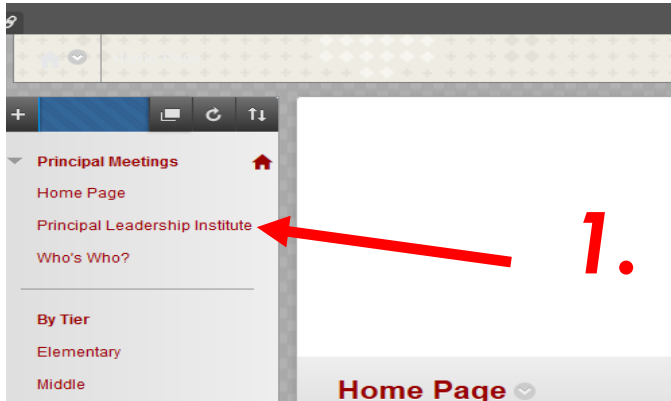 Principal Meetings
Home Page
Principal Leadership Institute
Who's Who?
1.
By Tier
Elementary
Middle
Home Page